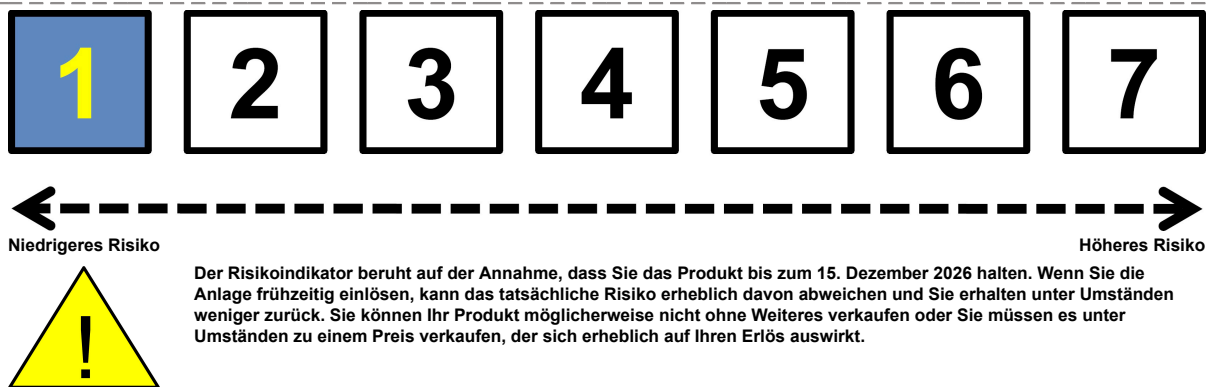 1 2 3 4 5 6 7
Niedrigeres Risiko Höheres Risiko
!
Der Risikoindikator beruht auf der Annahme, dass Sie das Produkt bis zum 15. Dezember 2026 halten. Wenn Sie die
Anlage frühzeitig einlösen, kann das tatsächliche Risiko erheblich davon abweichen und Sie erhalten unter Umständen
weniger zurück. Sie können Ihr Produkt möglicherweise nicht ohne Weiteres verkaufen oder Sie müssen es unter
Umständen zu einem Preis verkaufen, der sich erheblich auf Ihren Erlös auswirkt.